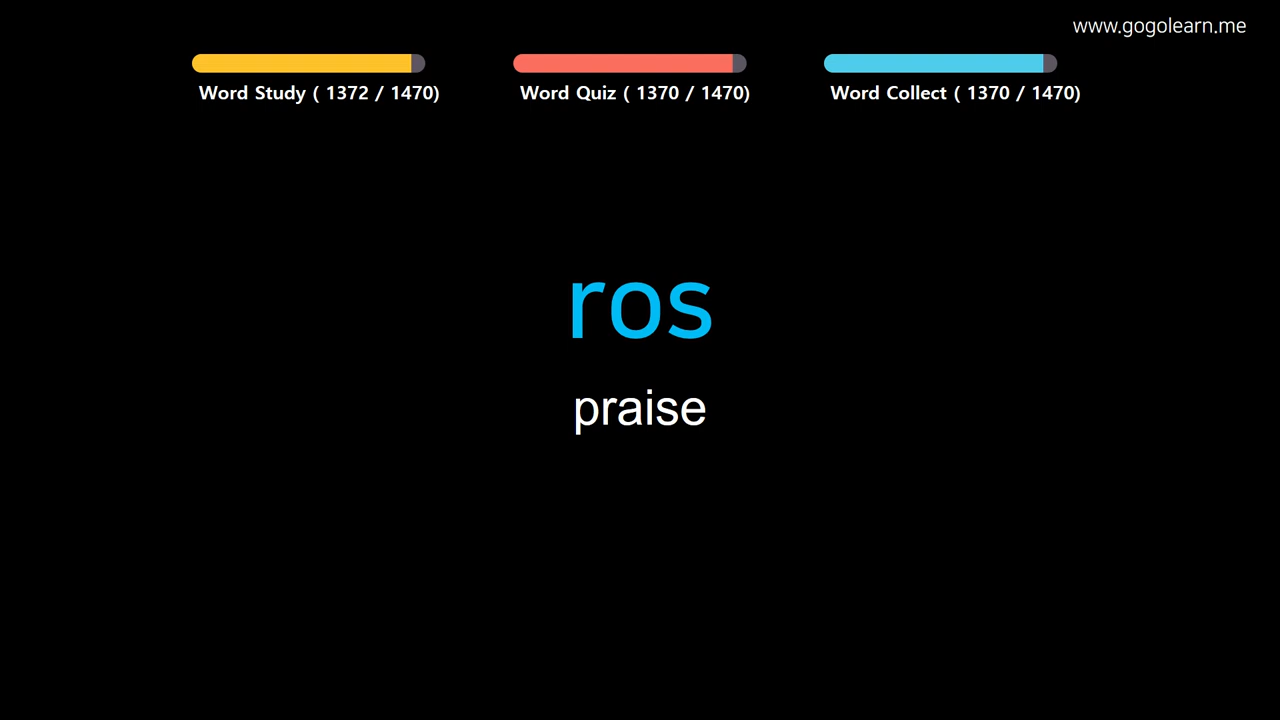 www.gogolearn.me
Word Study ( 1372 / 1470)
Word Quiz ( 1370 / 1470)
Word Collect ( 1370 / 1470)
ros
praise